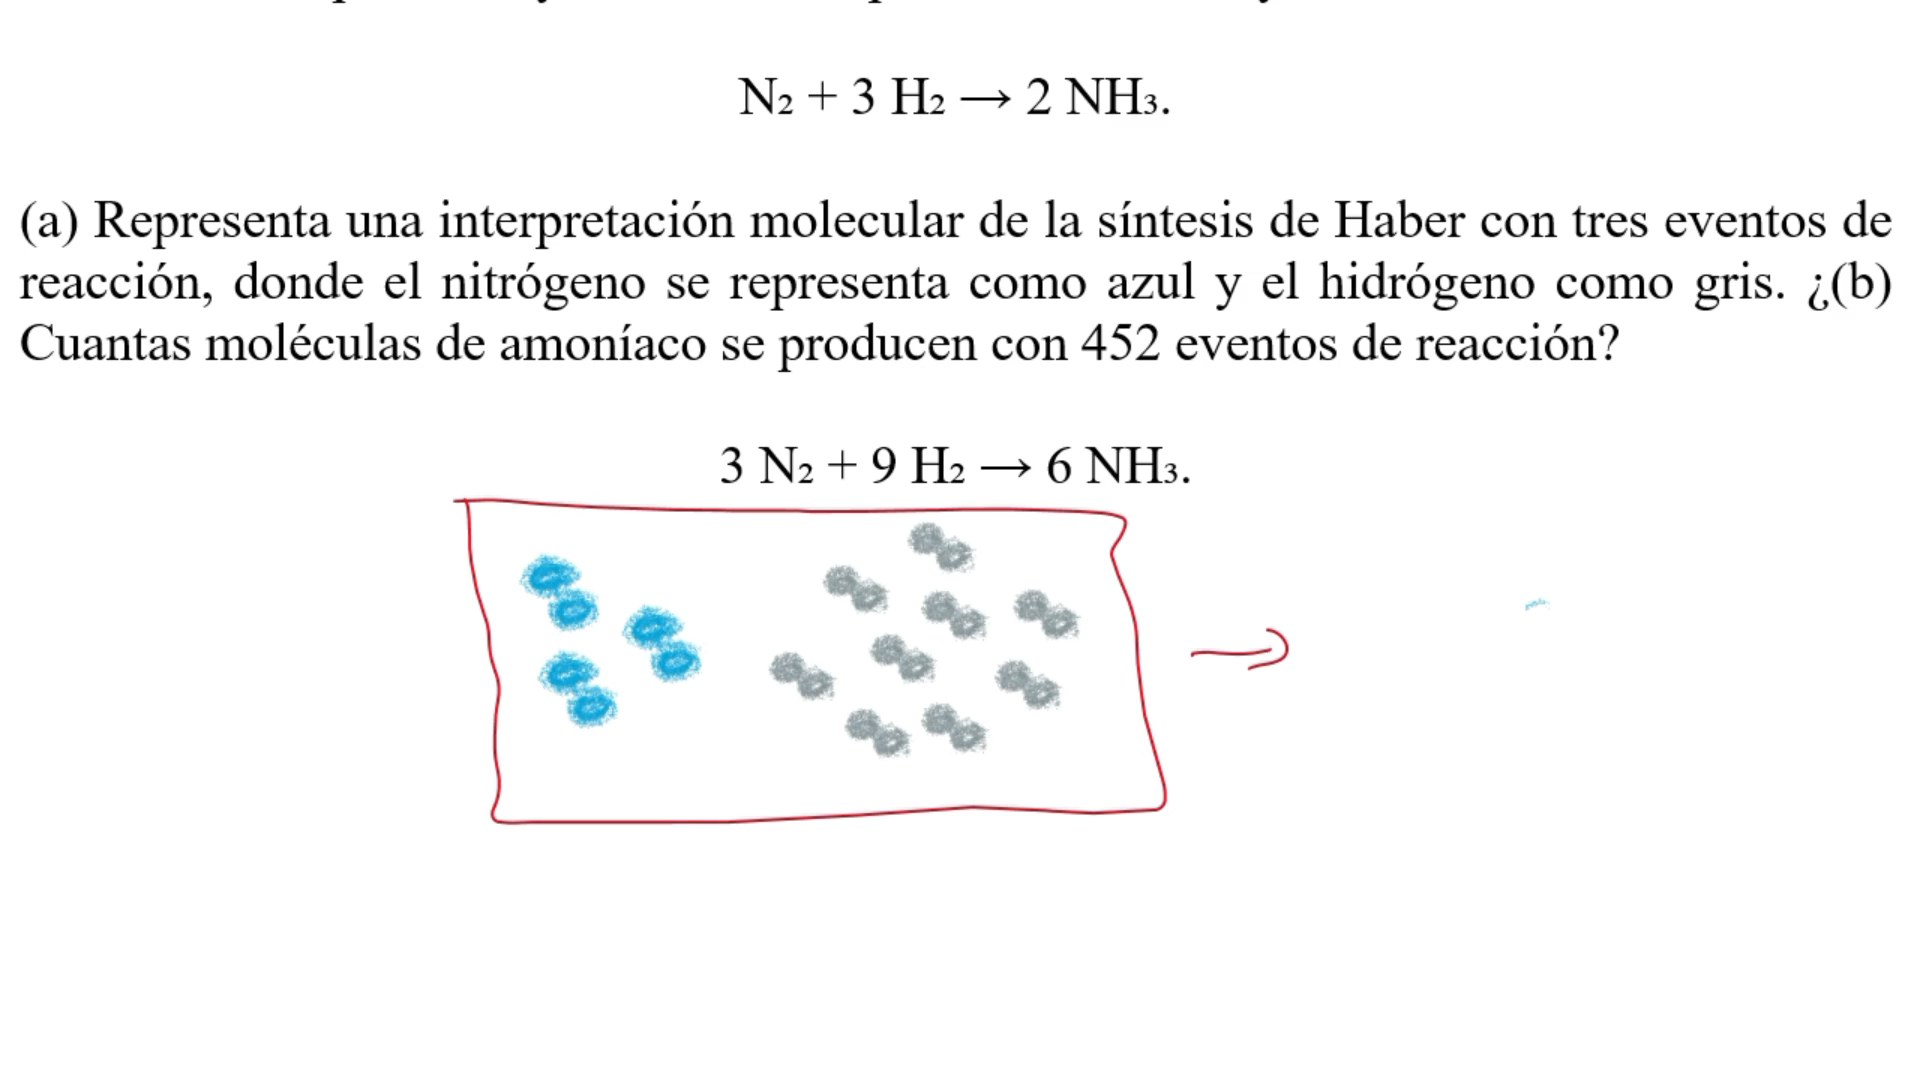 N₂ + 3 H₂ → 2 NH₃.
(a) Representa una interpretación molecular de la síntesis de Haber con tres eventos de
reacción, donde el nitrógeno se representa como azul y el hidrógeno como gris. ¿(b)
Cuantas moléculas de amoníaco se producen con 452 eventos de reacción?
3 N₂ + 9 H₂ → 6 NH₃.